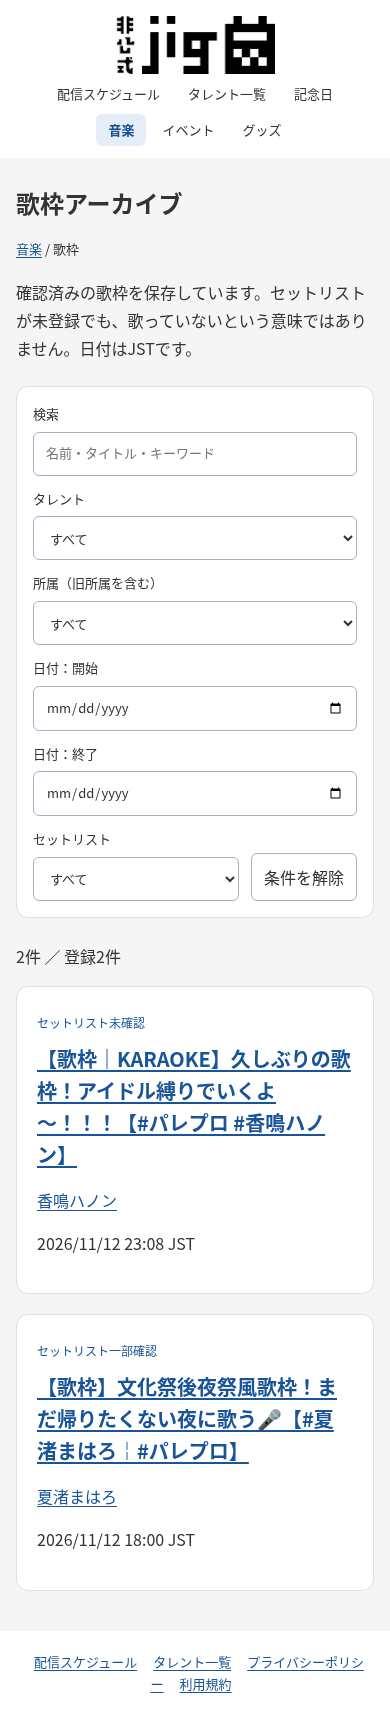 非公式 jig箱
配信スケジュール タレント一覧 記念日
音楽 イベント グッズ
歌枠アーカイブ
音楽 / 歌枠
確認済みの歌枠を保存しています。セットリスト
が未登録でも、歌っていないという意味ではあり
ません。日付はJSTです。
検索
名前・タイトル・キーワード
タレント
すべて
所属（旧所属を含む）
すべて
日付：開始
mm/dd/yyyy
日付：終了
mm/dd/yyyy
セットリスト
すべて 条件を解除
2件 ／ 登録2件
セットリスト未確認
【歌枠｜KARAOKE】久しぶりの歌
枠！アイドル縛りでいくよ
～！！！【#パレプロ #香鳴ハノ
ン】
香鳴ハノン
2026/11/12 23:08 JST
セットリスト一部確認
【歌枠】文化祭後夜祭風歌枠！ま
だ帰りたくない夜に歌う🎤【#夏
渚まはろ￤#パレプロ】
夏渚まはろ
2026/11/12 18:00 JST
配信スケジュール タレント一覧 プライバシーポリシ
ー 利用規約